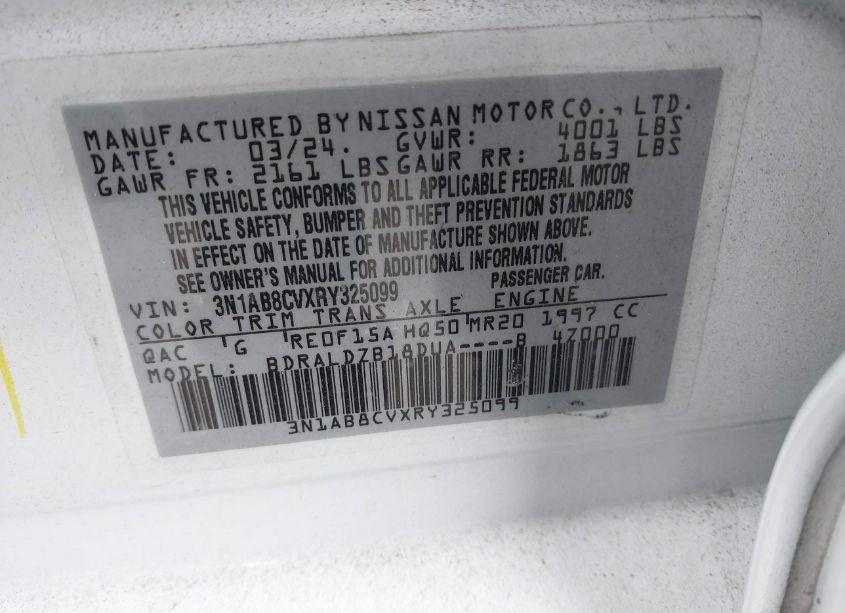 MANUFACTURED BY NISSAN MOTOR CO., LTD.
DATE: 03/24. GVWR: 4001 LBS
GAWR FR: 2161 LBS GAWR RR: 1863 LBS
THIS VEHICLE CONFORMS TO ALL APPLICABLE FEDERAL MOTOR
VEHICLE SAFETY, BUMPER AND THEFT PREVENTION STANDARDS
IN EFFECT ON THE DATE OF MANUFACTURE SHOWN ABOVE.
SEE OWNER'S MANUAL FOR ADDITIONAL INFORMATION.
PASSENGER CAR.
VIN: 3N1AB8CVXRY325099
COLOR TRIM TRANS AXLE ENGINE
QAC G RE0F15A HQ50 MR20 1997 CC
MODEL: BDRALDZB18DUA----B 47000
3N1AB8CVXRY325099